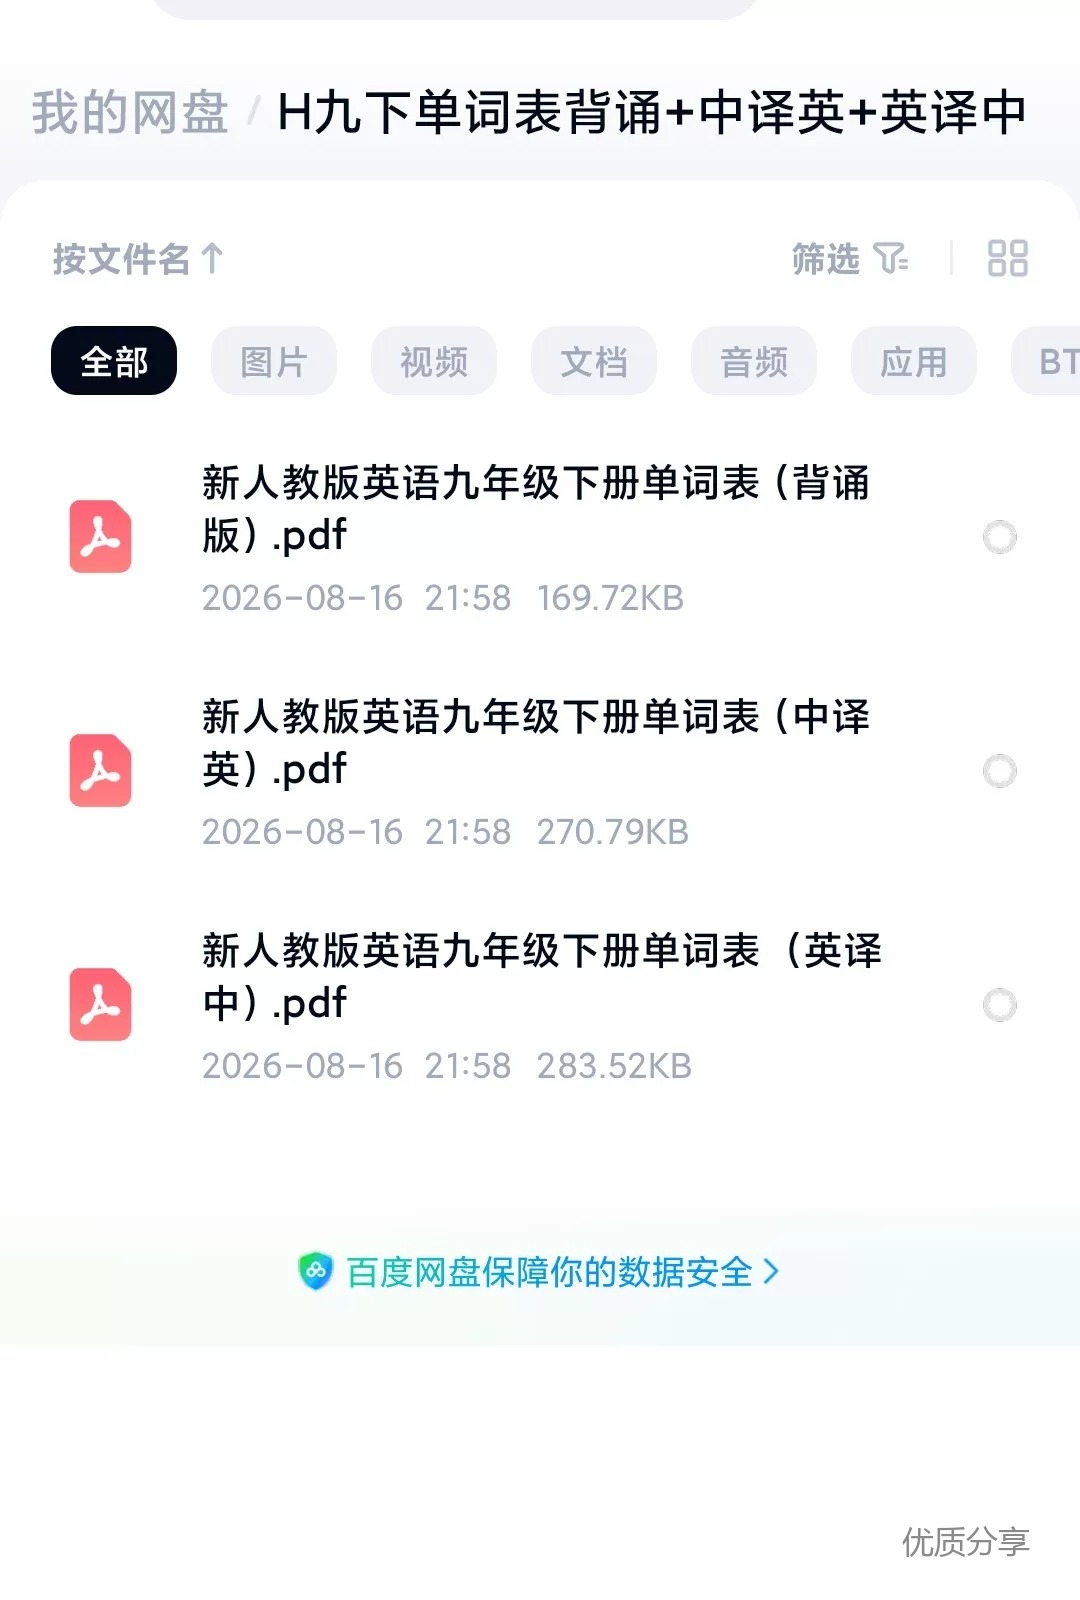 我的网盘 / H九下单词表背诵+中译英+英译中
按文件名↑ 筛选
全部 图片 视频 文档 音频 应用 BT
新人教版英语九年级下册单词表（背诵
版）.pdf
2026-08-16 21:58 169.72KB
新人教版英语九年级下册单词表（中译
英）.pdf
2026-08-16 21:58 270.79KB
新人教版英语九年级下册单词表 （英译
中）.pdf
2026-08-16 21:58 283.52KB
百度网盘保障你的数据安全 >
优质分享